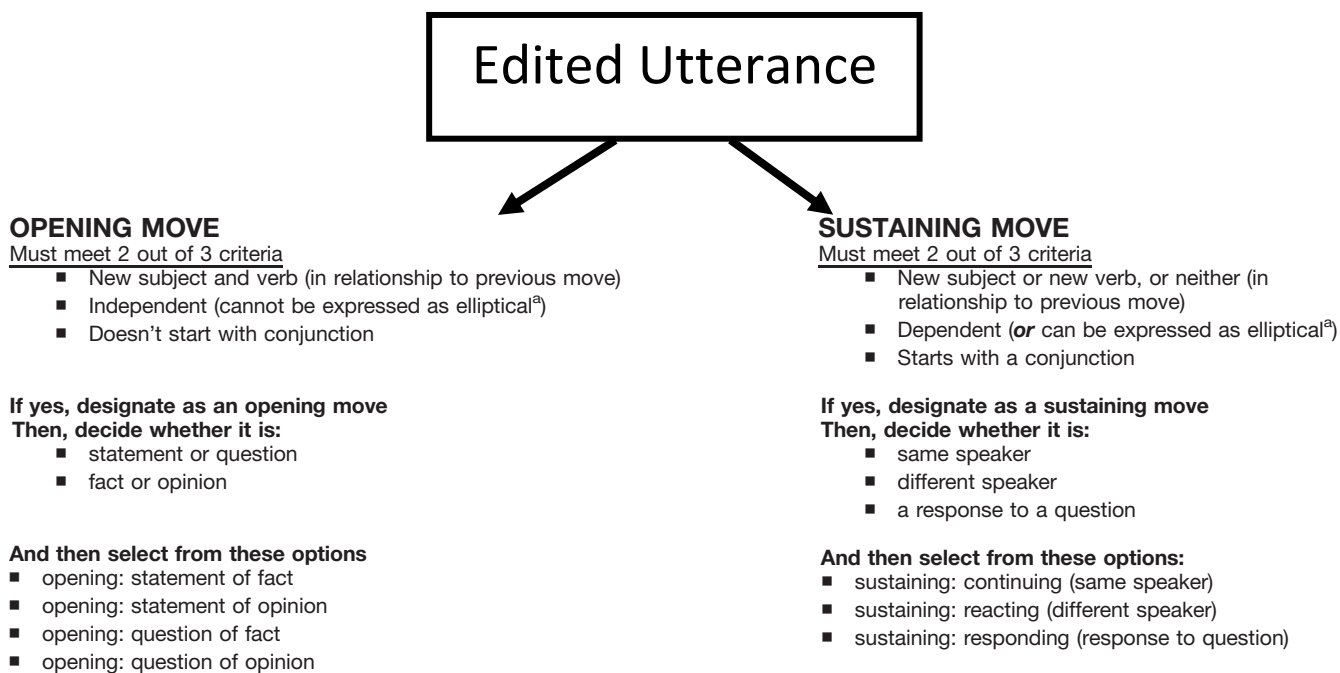 Edited Utterance
OPENING MOVE
Must meet 2 out of 3 criteria
■ New subject and verb (in relationship to previous move)
■ Independent (cannot be expressed as ellipticalᵃ)
■ Doesn't start with conjunction
If yes, designate as an opening move
Then, decide whether it is:
■ statement or question
■ fact or opinion
And then select from these options
■ opening: statement of fact
■ opening: statement of opinion
■ opening: question of fact
■ opening: question of opinion
SUSTAINING MOVE
Must meet 2 out of 3 criteria
■ New subject or new verb, or neither (in
relationship to previous move)
■ Dependent (or can be expressed as ellipticalᵃ)
■ Starts with a conjunction
If yes, designate as a sustaining move
Then, decide whether it is:
■ same speaker
■ different speaker
■ a response to a question
And then select from these options:
■ sustaining: continuing (same speaker)
■ sustaining: reacting (different speaker)
■ sustaining: responding (response to question)